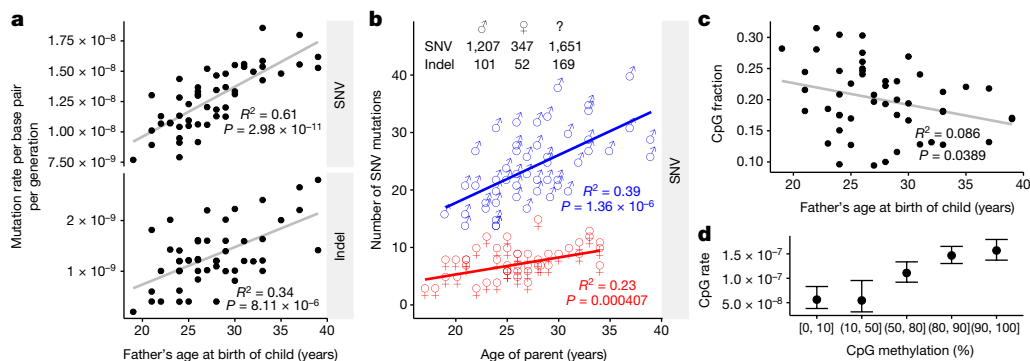 a
Mutation rate per base pair
per generation
1.75 × 10⁻⁸
1.50 × 10⁻⁸
1.25 × 10⁻⁸
1.00 × 10⁻⁸
7.50 × 10⁻⁹
R² = 0.61
P = 2.98 × 10⁻¹¹
SNV
2 × 10⁻⁹
1 × 10⁻⁹
R² = 0.34
P = 8.11 × 10⁻⁶
Indel
20 25 30 35 40
Father's age at birth of child (years)
b
♂ ♀ ?
SNV 1,207 347 1,651
Indel 101 52 169
Number of SNV mutations
40
30
20
10
0
R² = 0.39
P = 1.36 × 10⁻⁶
R² = 0.23
P = 0.000407
SNV
20 25 30 35 40
Age of parent (years)
c
CpG fraction
0.30
0.25
0.20
0.15
0.10
R² = 0.086
P = 0.0389
20 25 30 35 40
Father's age at birth of child (years)
d
CpG rate
1.5 × 10⁻⁷
1.0 × 10⁻⁷
5.0 × 10⁻⁸
[0, 10] (10, 50] (50, 80] (80, 90] (90, 100]
CpG methylation (%)